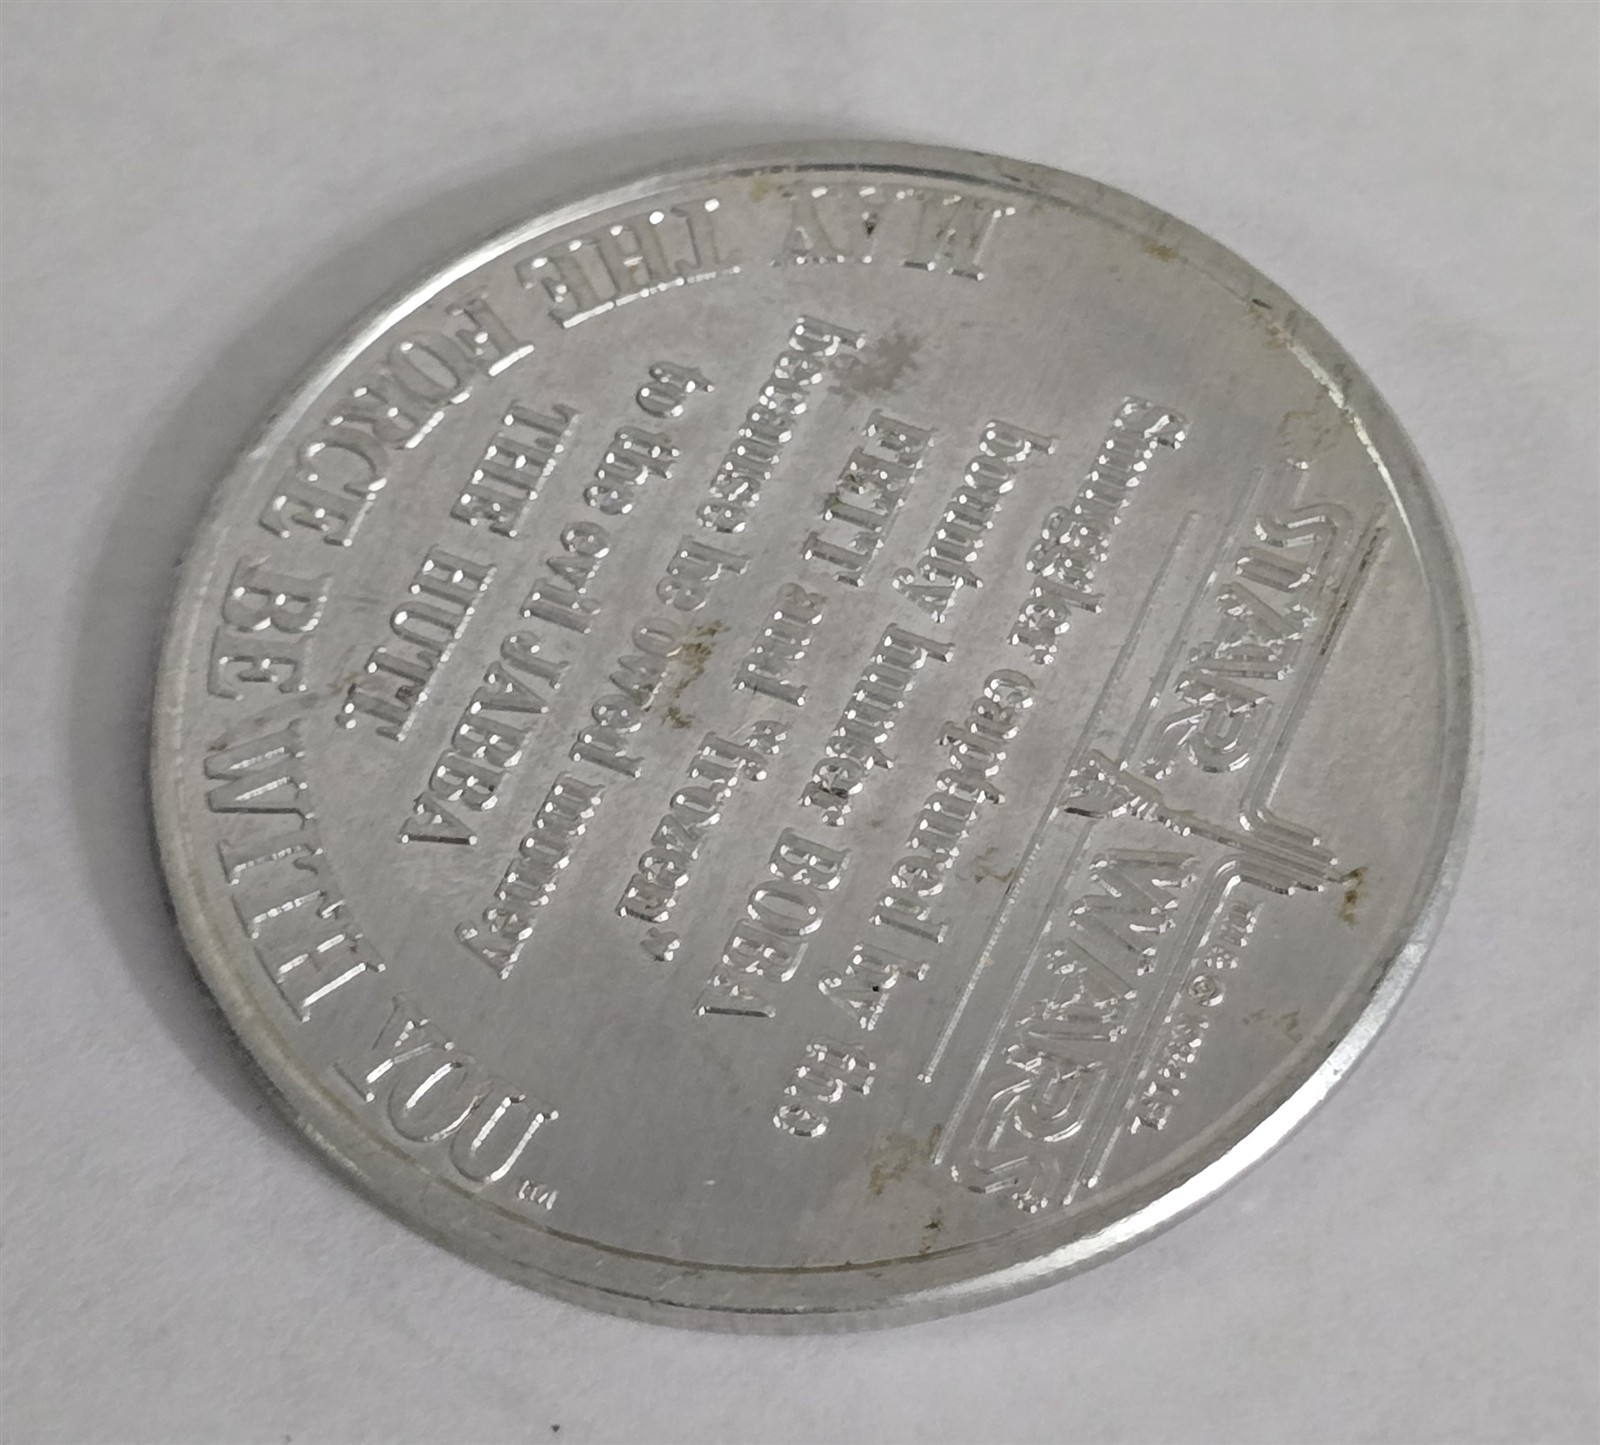 STAR WARS
Smuggler captured by the
bounty hunter BOBA
FETT and "frozen"
because he owed money
to the evil JABBA
THE HUTT
MAY THE FORCE BE WITH YOU